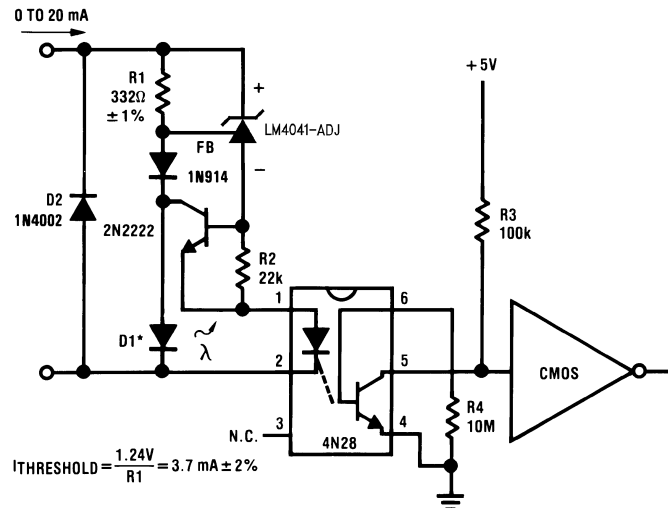 0 TO 20 mA
R1
332Ω
±1%
+
LM4041-ADJ
FB
−
1N914
+5V
D2
1N4002
2N2222
R2
22k
R3
100k
1
6
D1*
λ
2
5
CMOS
3
N.C.
4
4N28
R4
10M
ITHRESHOLD = 1.24V / R1 = 3.7 mA ± 2%